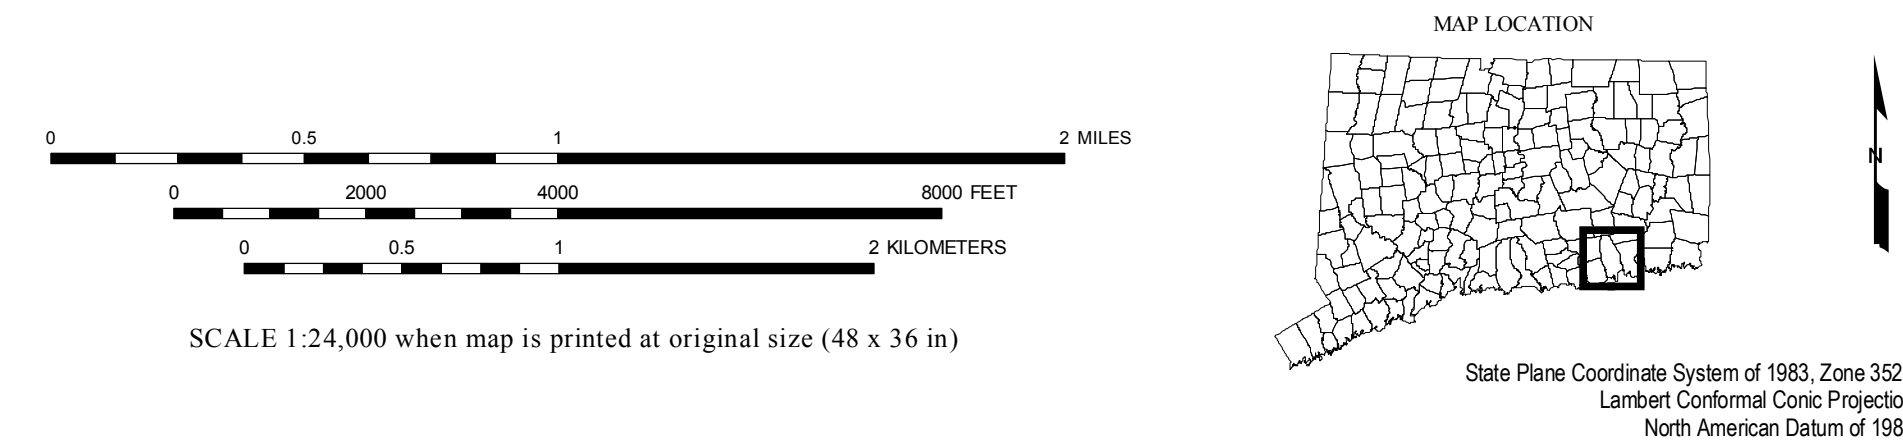 0 0.5 1 2 MILES
0 2000 4000 8000 FEET
0 0.5 1 2 KILOMETERS
SCALE 1:24,000 when map is printed at original size (48 x 36 in)
MAP LOCATION
N
State Plane Coordinate System of 1983, Zone 352
Lambert Conformal Conic Projectio
North American Datum of 198